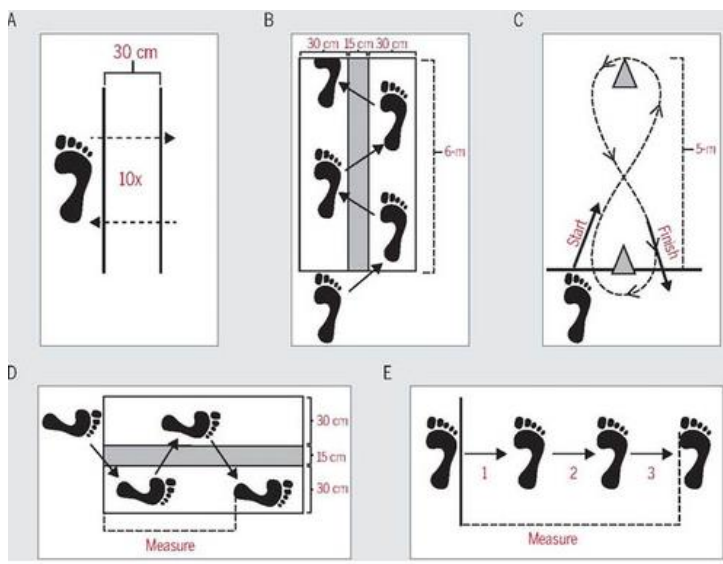 A
30 cm
10x
B
30 cm 15 cm 30 cm
6-m
C
5-m
Start
Finish
D
30 cm
15 cm
30 cm
Measure
E
1 2 3
Measure